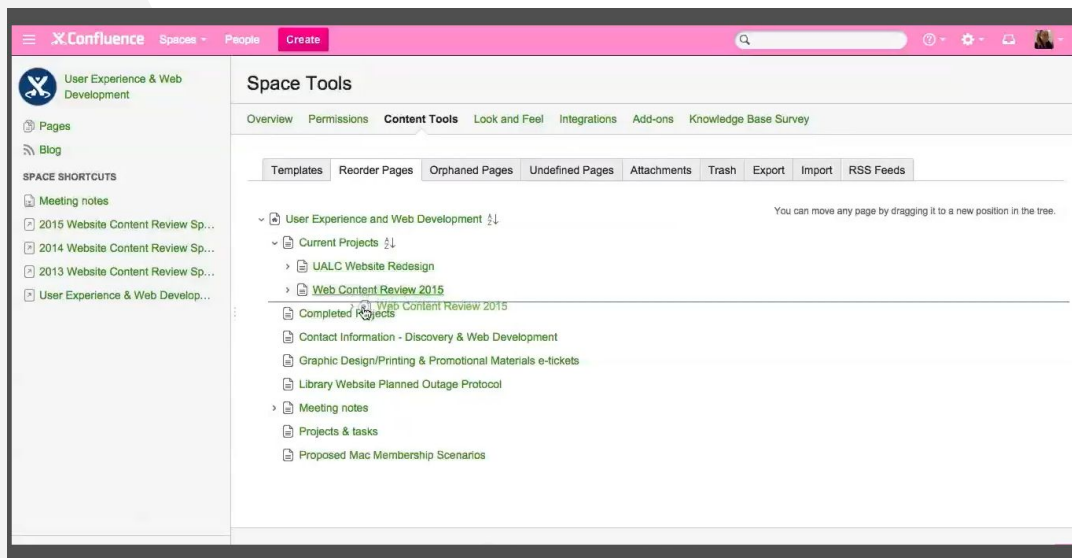 Confluence Spaces People Create
User Experience & Web
Development
Pages
Blog
SPACE SHORTCUTS
Meeting notes
2015 Website Content Review Sp...
2014 Website Content Review Sp...
2013 Website Content Review Sp...
User Experience & Web Develop...
Space Tools
Overview Permissions Content Tools Look and Feel Integrations Add-ons Knowledge Base Survey
Templates Reorder Pages Orphaned Pages Undefined Pages Attachments Trash Export Import RSS Feeds
You can move any page by dragging it to a new position in the tree.
User Experience and Web Development
Current Projects
UALC Website Redesign
Web Content Review 2015
Web Content Review 2015
Completed Projects
Contact Information - Discovery & Web Development
Graphic Design/Printing & Promotional Materials e-tickets
Library Website Planned Outage Protocol
Meeting notes
Projects & tasks
Proposed Mac Membership Scenarios